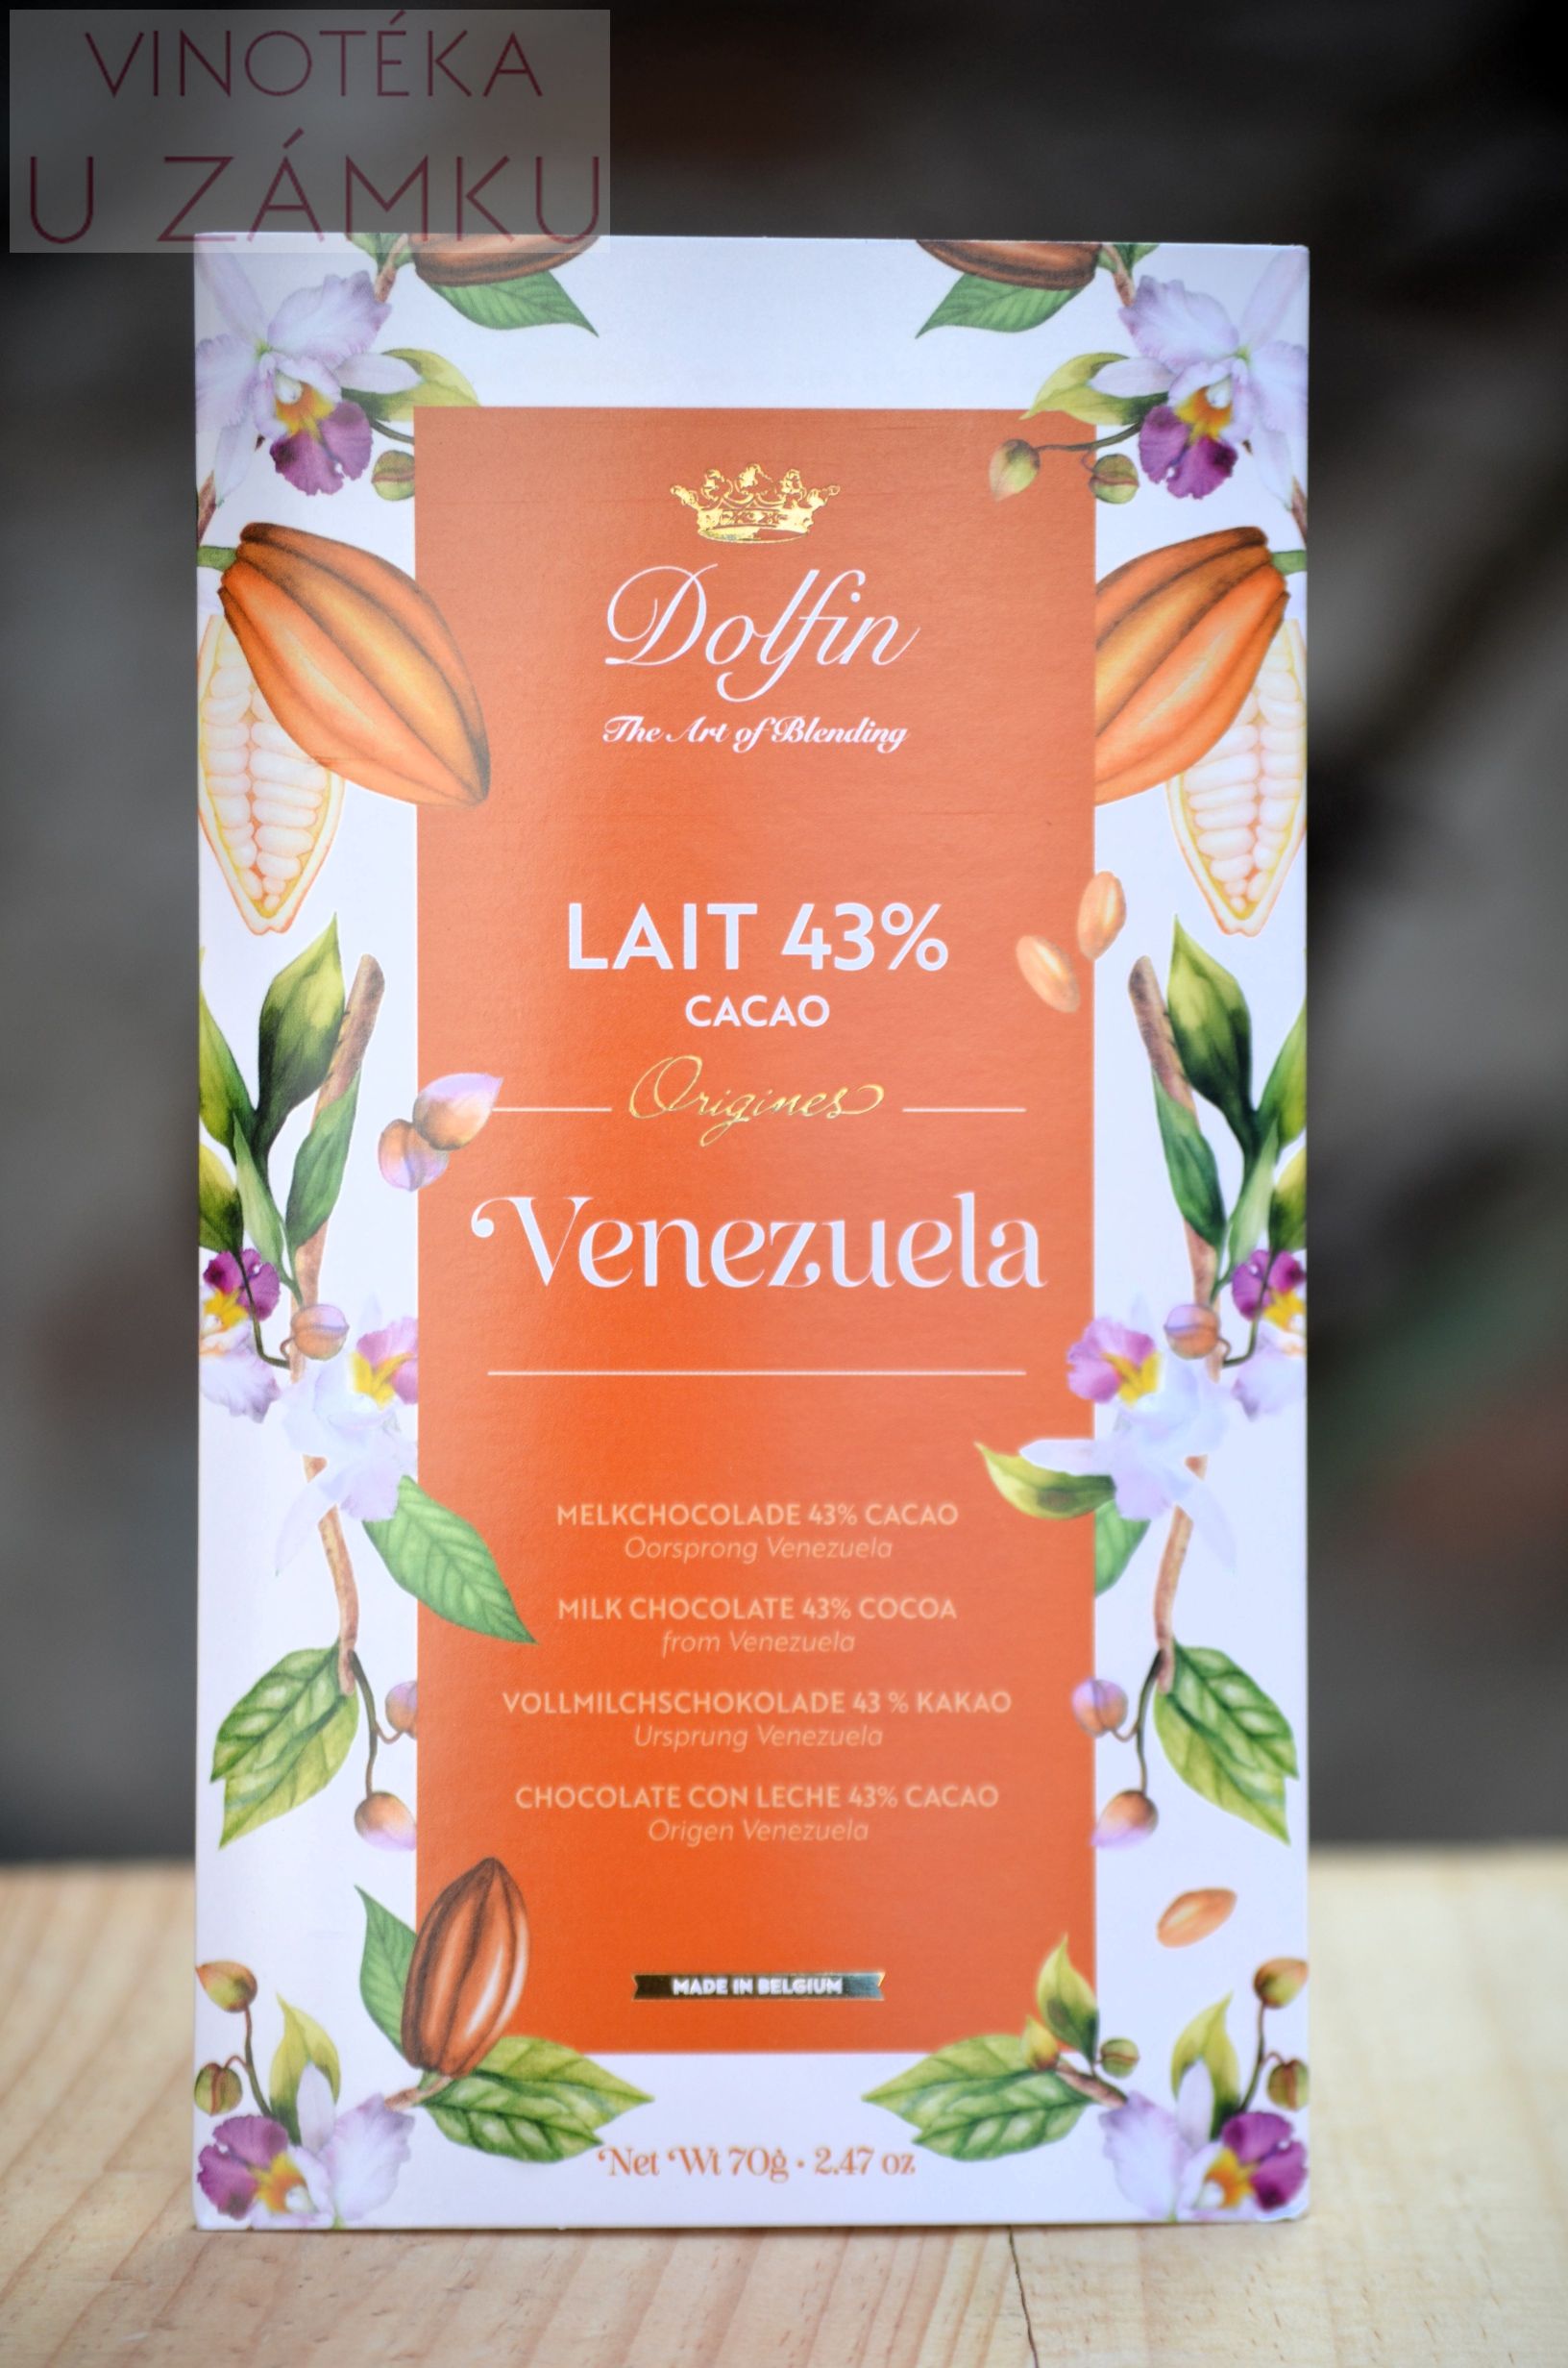 VINOTÉKA
U ZÁMKU
Dolfin
The Art of Blending
LAIT 43%
CACAO
Origines
Venezuela
MELKCHOCOLADE 43% CACAO
Oorsprong Venezuela
MILK CHOCOLATE 43% COCOA
from Venezuela
VOLLMILCHSCHOKOLADE 43 % KAKAO
Ursprung Venezuela
CHOCOLATE CON LECHE 43% CACAO
Origen Venezuela
MADE IN BELGIUM
Net Wt 70g • 2.47 oz